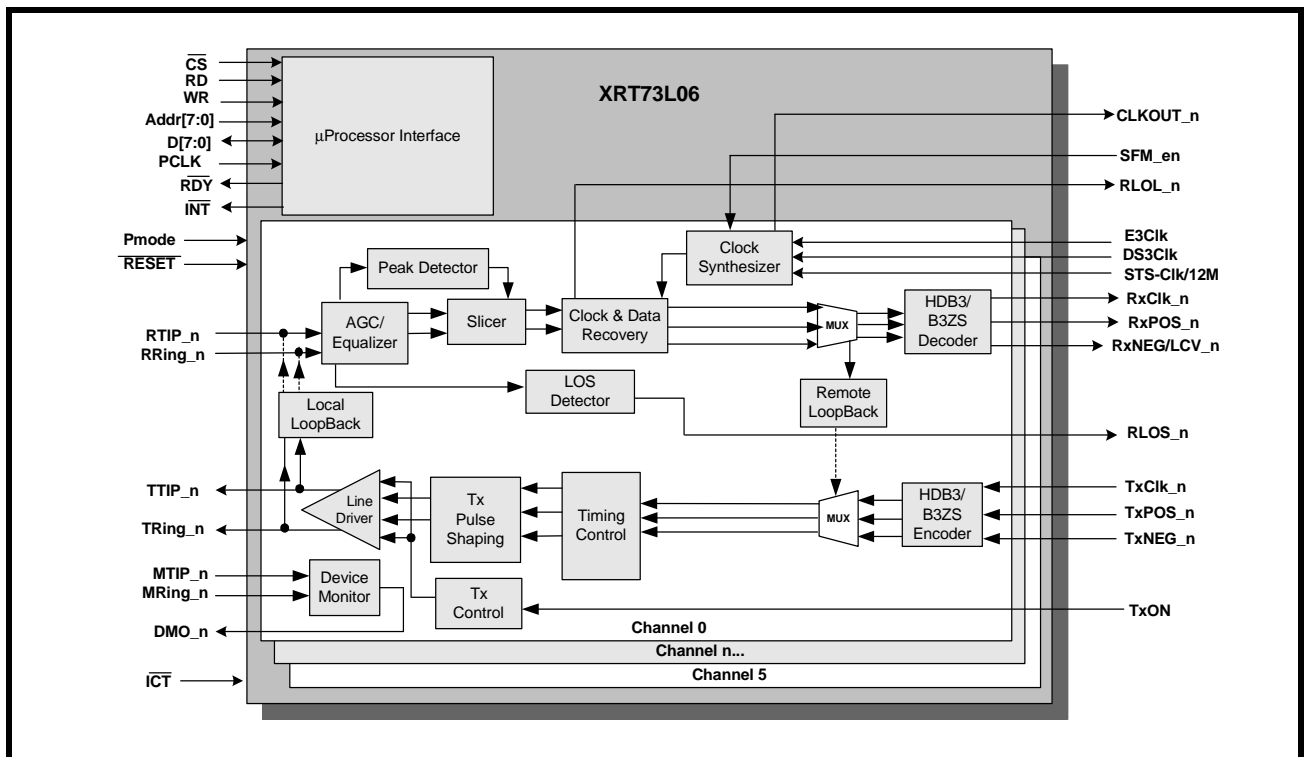 XRT73L06
CS
RD
WR
Addr[7:0]
D[7:0]
PCLK
RDY
INT
Pmode
RESET
RTIP_n
RRing_n
TTIP_n
TRing_n
MTIP_n
MRing_n
DMO_n
ICT
µProcessor Interface
Peak Detector
AGC/
Equalizer
Slicer
Clock & Data
Recovery
Clock
Synthesizer
MUX
HDB3/
B3ZS
Decoder
LOS
Detector
Remote
LoopBack
Local
LoopBack
Line
Driver
Tx
Pulse
Shaping
Timing
Control
MUX
HDB3/
B3ZS
Encoder
Device
Monitor
Tx
Control
Channel 0
Channel n...
Channel 5
CLKOUT_n
SFM_en
RLOL_n
E3Clk
DS3Clk
STS-Clk/12M
RxClk_n
RxPOS_n
RxNEG/LCV_n
RLOS_n
TxClk_n
TxPOS_n
TxNEG_n
TxON